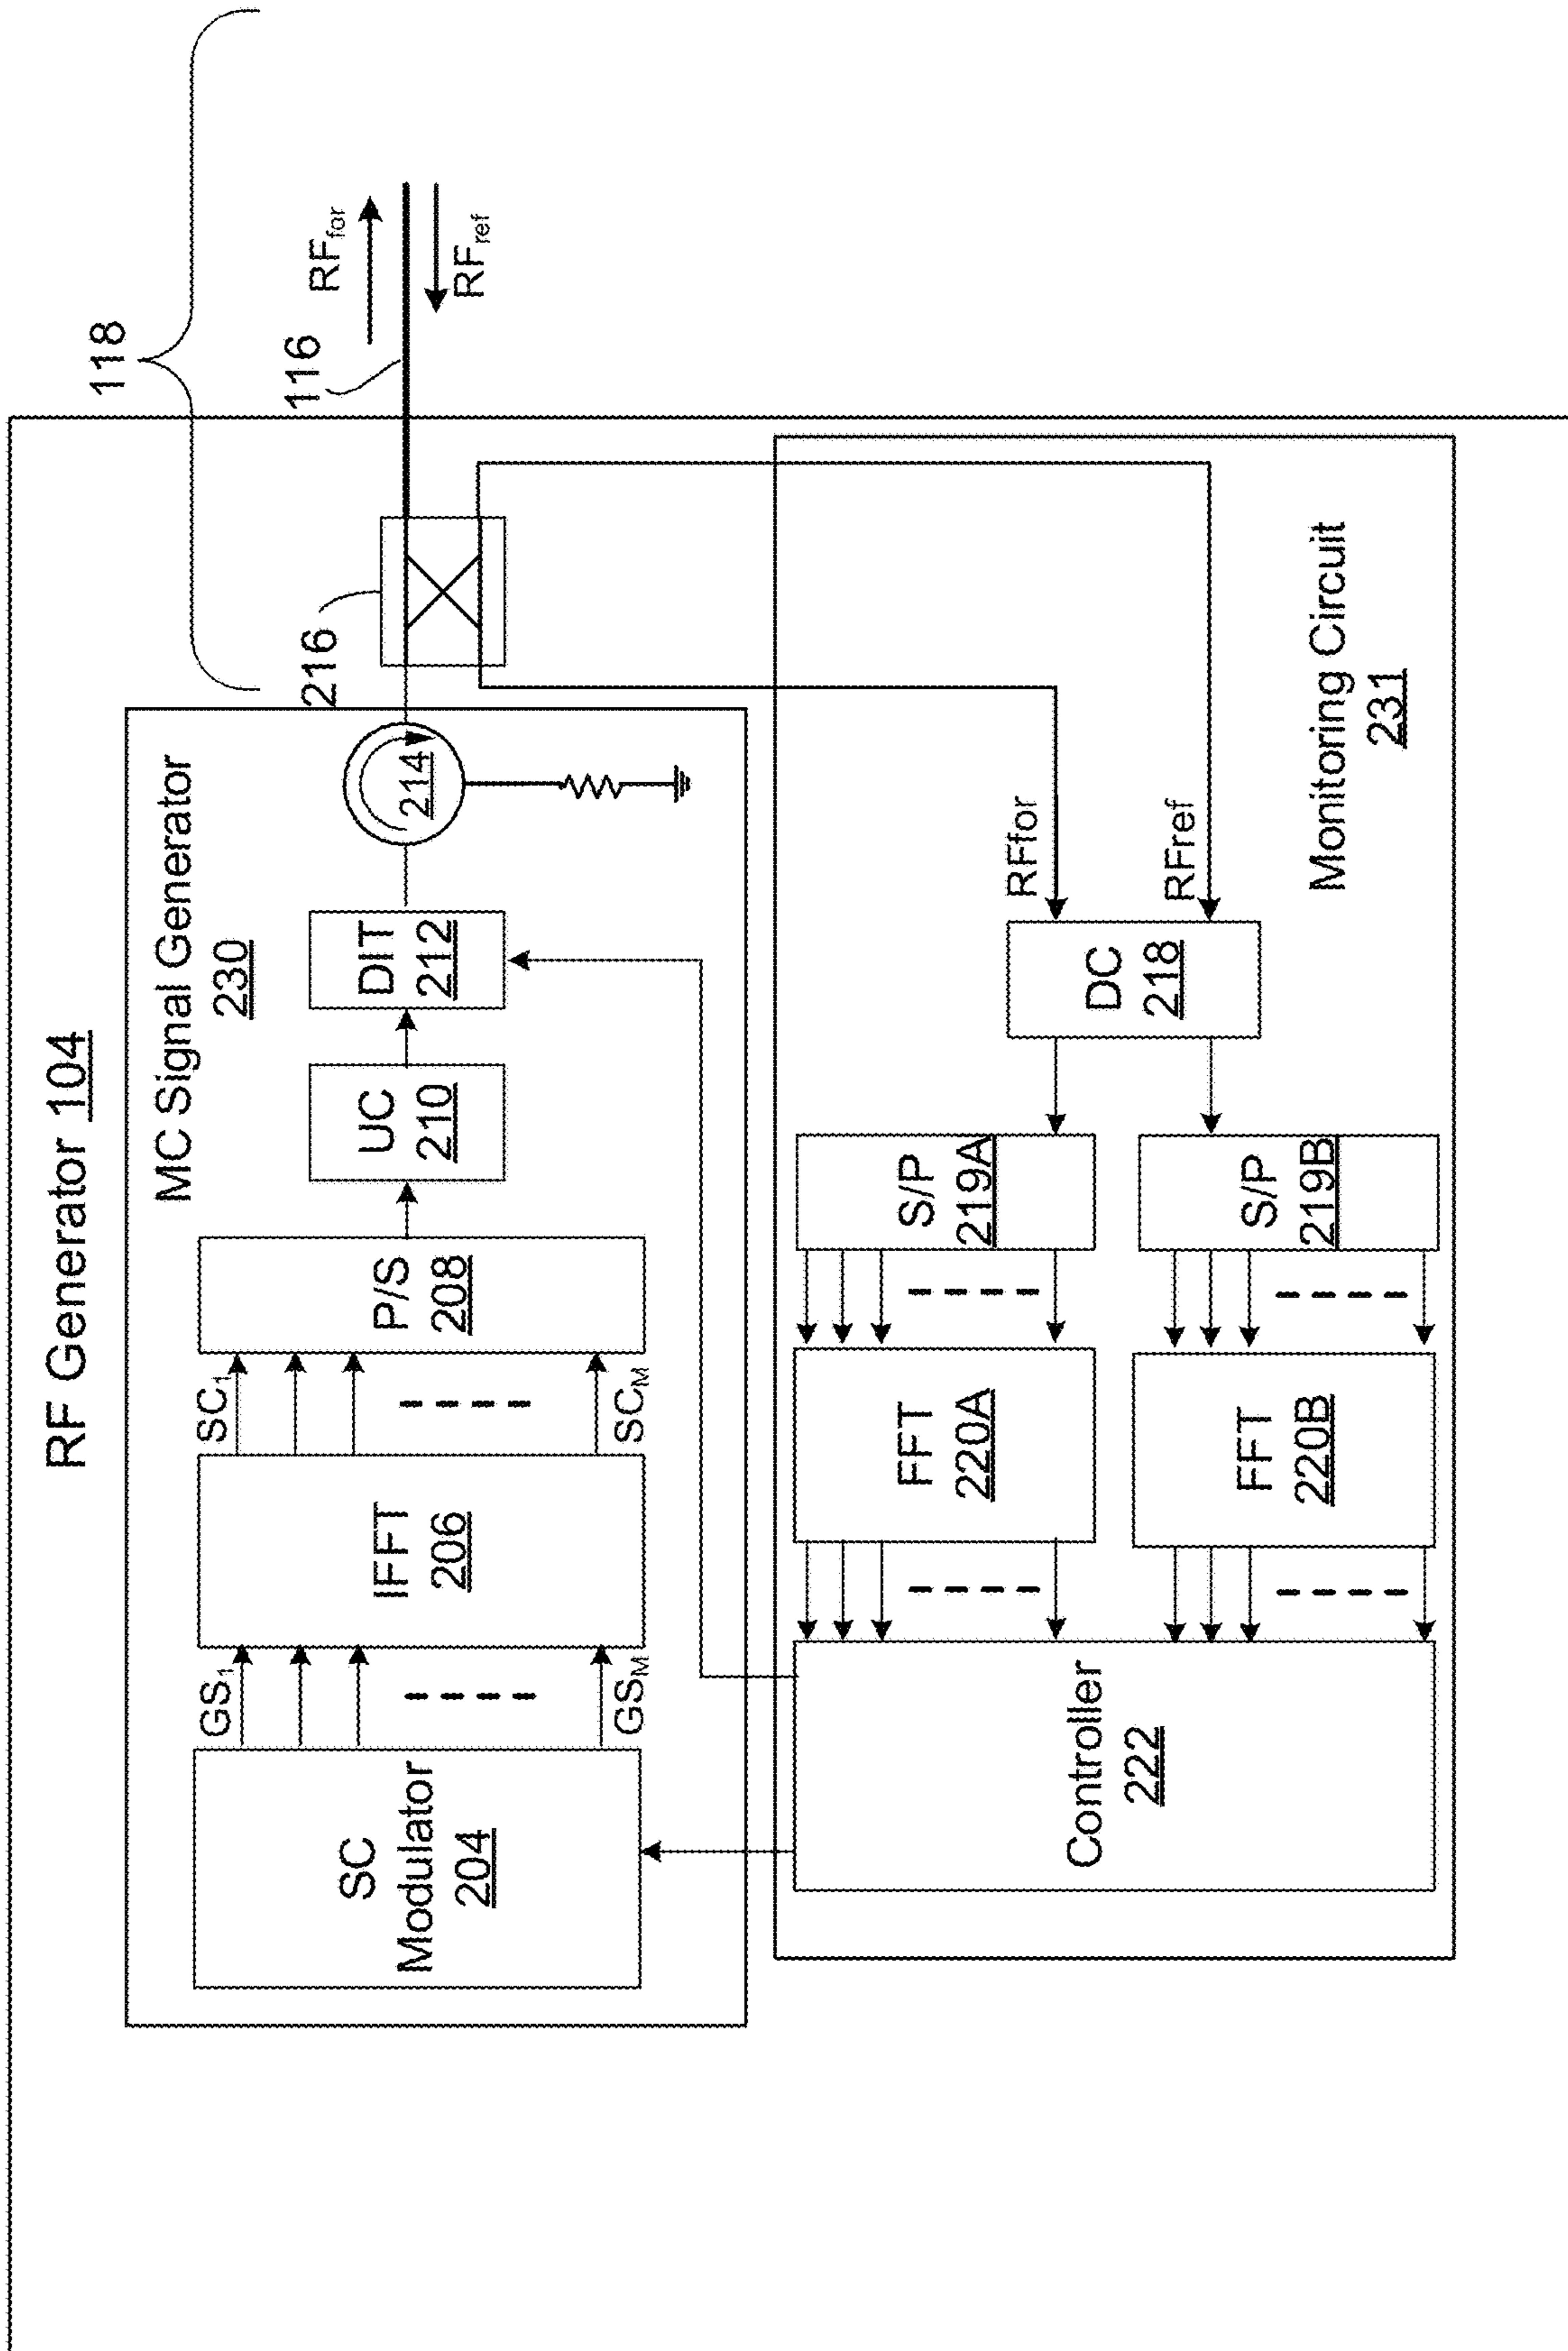 RF Generator 104
118
116
RFfor
RFref
216
MC Signal Generator
230
SC
Modulator
204
GS1
GSM
IFFT
206
SC1
SCM
P/S
208
UC
210
DIT
212
214
Controller
222
FFT
220A
FFT
220B
S/P
219A
S/P
219B
DC
218
RFfor
RFref
Monitoring Circuit
231